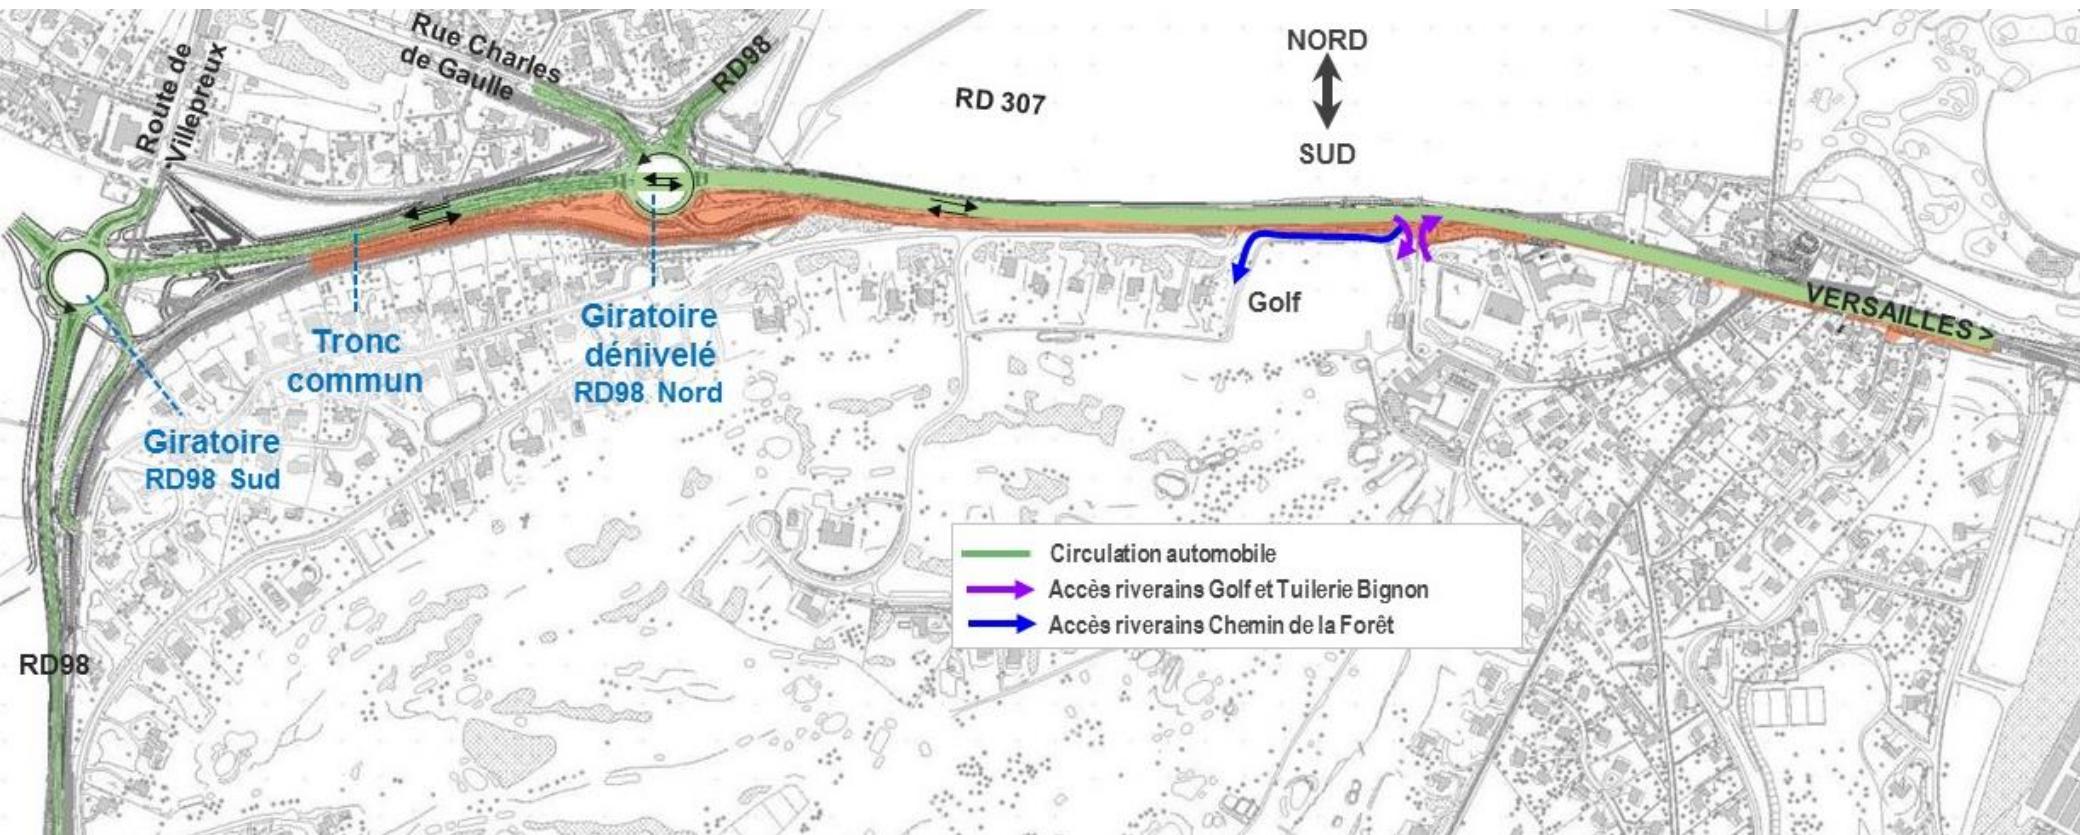 Rue Charles
de Gaulle
Route de
Villepreux
RD98
RD 307
NORD
SUD
VERSAILLES >
Golf
Tronc
commun
Giratoire
dénivelé
RD98 Nord
Giratoire
RD98 Sud
Circulation automobile
Accès riverains Golf et Tuilerie Bignon
Accès riverains Chemin de la Forêt
RD98